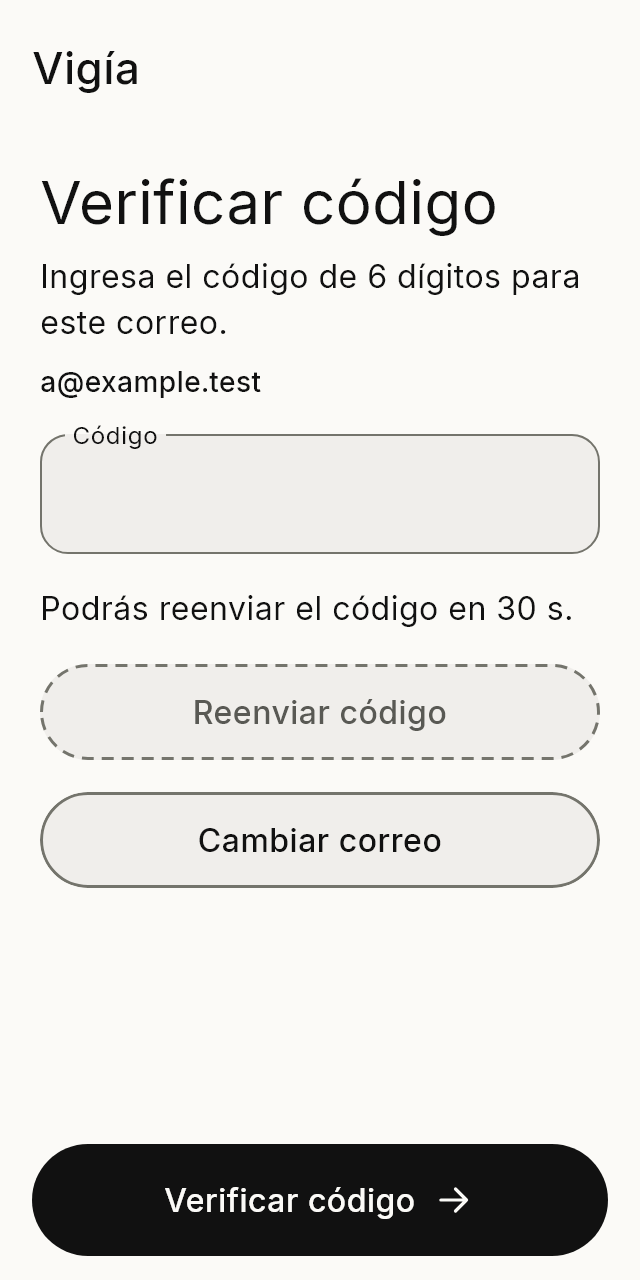 Vigía
Verificar código
Ingresa el código de 6 dígitos para
este correo.
a@example.test
Código
Podrás reenviar el código en 30 s.
Reenviar código
Cambiar correo
Verificar código